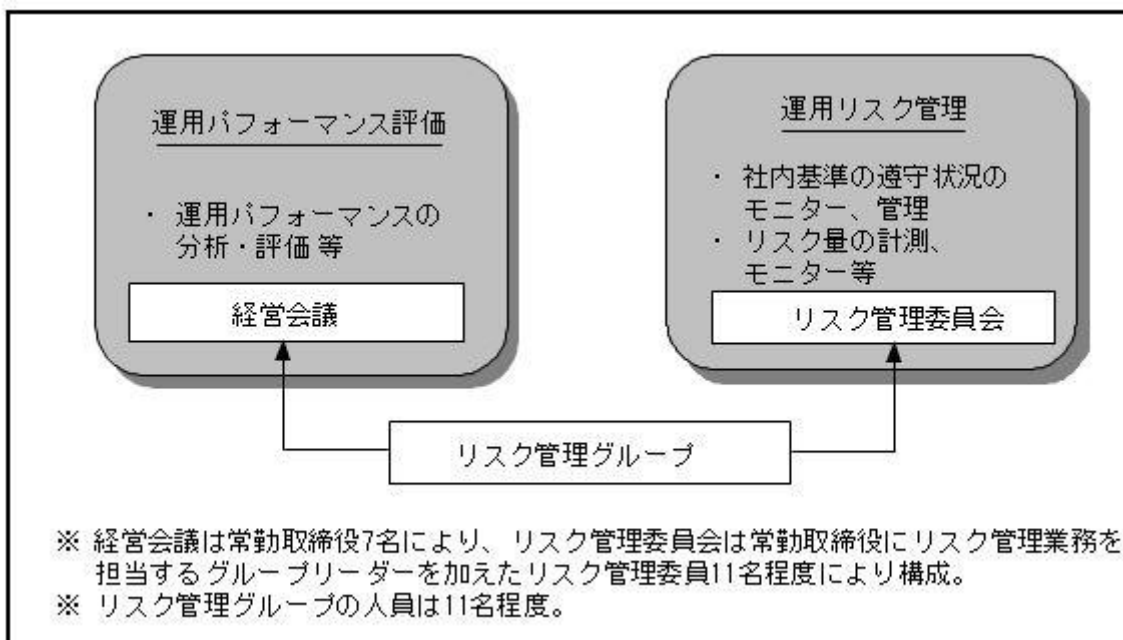 運用パフォーマンス評価
・ 運用パフォーマンスの
分析・評価 等
経営会議
運用リスク管理
・ 社内基準の遵守状況の
モニター、管理
・ リスク量の計測、
モニター等
リスク管理委員会
リスク管理グループ
※ 経営会議は常勤取締役7名により、リスク管理委員会は常勤取締役にリスク管理業務を
担当するグループリーダーを加えたリスク管理委員11名程度により構成。
※ リスク管理グループの人員は11名程度。